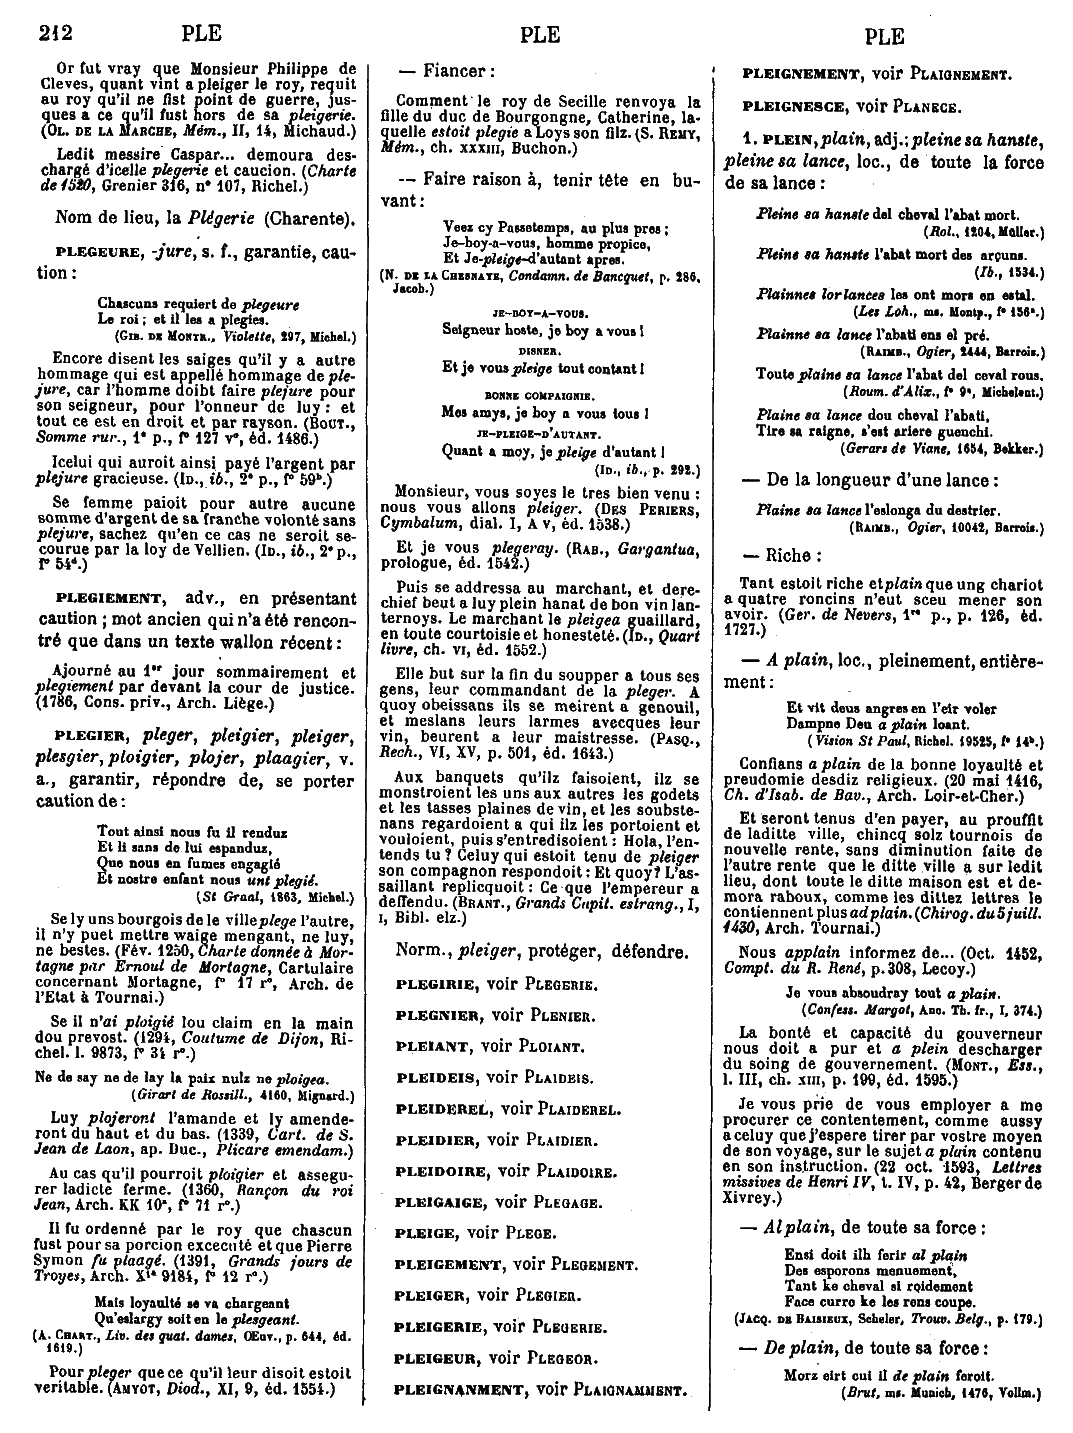 212 PLE PLE PLE
Or fut vray que Monsieur Philippe de
Cleves, quant vint a pleiger le roy, requit
au roy qu'il ne fist point de guerre, jus-
ques a ce qu'il fust hors de sa pleigerie.
(OL. DE LA MARCHE, Mém., II, 14, Michaud.)
Ledit messire Caspar... demoura des-
chargé d'icelle plegerie et caucion. (Charte
de 1520, Grenier 316, n° 107, Richel.)
Nom de lieu, la Plégerie (Charente).
PLEGEURE, -jure, s. f., garantie, cau-
tion :
Chascuns requiert de plegeure
Le roi ; et il les a plegies.
(GIB. DE MONTR., Violette, 297, Michel.)
Encore disent les saiges qu'il y a autre
hommage qui est appellé hommage de ple-
jure, car l'homme doibt faire plejure pour
son seigneur, pour l'onneur de luy : et
tout ce est en droit et par rayson. (BOUT.,
Somme rur., 1ª p., f° 127 v°, éd. 1486.)
Icelui qui auroit ainsi payé l'argent par
plejure gracieuse. (ID., ib., 2ª p., f° 59ᵇ.)
Se femme paioit pour autre aucune
somme d'argent de sa franche volonté sans
plejure, sachez qu'en ce cas ne seroit se-
courue par la loy de Vellien. (ID., ib., 2ª p.,
f° 54ᵈ.)
PLEGIEMENT, adv., en présentant
caution ; mot ancien qui n'a été rencon-
tré que dans un texte wallon récent :
Ajourné au 1ᵉʳ jour sommairement et
plegiement par devant la cour de justice.
(1786, Cons. priv., Arch. Liège.)
PLEGIER, pleger, pleigier, pleiger,
plesgier, ploigier, plojer, plaagier, v.
a., garantir, répondre de, se porter
caution de :
Tout ainsi nous fu il renduz
Et li sans de lui espanduz,
Que nous en fumes engagié
Et nostre enfant nous unt plegié.
(St Graal, 1863, Michel.)
Se ly uns bourgois de le ville plege l'autre,
il n'y puet mettre waige mengant, ne luy,
ne bestes. (Fév. 1250, Charte donnée à Mor-
tagne par Ernoul de Mortagne, Cartulaire
concernant Mortagne, f° 17 r°, Arch. de
l'Etat à Tournai.)
Se il n'ai ploigié lou claim en la main
dou prevost. (1294, Coutume de Dijon, Ri-
chel. l. 9873, f° 31 r°.)
Ne de say ne de lay la paix nulz ne ploigea.
(Girart de Rossill., 4160, Mignard.)
Luy plojeront l'amande et ly amende-
ront du haut et du bas. (1339, Cart. de S.
Jean de Laon, ap. Duc., Plicare emendam.)
Au cas qu'il pourroit ploigier et assegu-
rer ladicte ferme. (1360, Rançon du roi
Jean, Arch. KK 10ª, f° 71 r°.)
Il fu ordenné par le roy que chascun
fust pour sa porcion excecuté et que Pierre
Symon fu plaagé. (1391, Grands jours de
Troyes, Arch. X¹ª 9184, f° 12 r°.)
Mais loyaulté se va chargeant
Qu'eslargy soit en le plesgeant.
(A. CHART., Liv. des quat. dames, Œuv., p. 644, éd.
1619.)
Pour pleger que ce qu'il leur disoit estoit
veritable. (AMYOT, Diod., XI, 9, éd. 1554.)
— Fiancer :
Comment le roy de Secille renvoya la
fille du duc de Bourgongne, Catherine, la-
quelle estoit plegie a Loys son filz. (S. REMY,
Mém., ch. XXXIII, Buchon.)
— Faire raison à, tenir tête en bu-
vant :
Veez cy Passetemps, au plus pres ;
Je-boy-a-vous, homme propice,
Et Je-pleige-d'autant apres.
(N. DE LA CHESNAYE, Condamn. de Bancquet, p. 286,
Jacob.)
JE-BOY-A-VOUS.
Seigneur hoste, je boy a vous !
DISNER.
Et je vous pleige tout contant !
BONNE COMPAIGNIE.
Mes amys, je boy a vous tous !
JE-PLEIGE-D'AUTANT.
Quant a moy, je pleige d'autant !
(ID., ib., p. 292.)
Monsieur, vous soyes le tres bien venu :
nous vous allons pleiger. (DES PERIERS,
Cymbalum, dial. I, A v, éd. 1538.)
Et je vous plegeray. (RAB., Gargantua,
prologue, éd. 1542.)
Puis se addressa au marchant, et dere-
chief beut a luy plein hanat de bon vin lan-
ternoys. Le marchant le pleigea guaillard,
en toute courtoisie et honesteté. (ID., Quart
livre, ch. VI, éd. 1552.)
Elle but sur la fin du soupper a tous ses
gens, leur commandant de la pleger. A
quoy obeissans ils se meirent a genouil,
et meslans leurs larmes avecques leur
vin, beurent a leur maistresse. (PASQ.,
Rech., VI, XV, p. 501, éd. 1643.)
Aux banquets qu'ilz faisoient, ilz se
monstroient les uns aux autres les godets
et les tasses plaines de vin, et les soubste-
nans regardoient a qui ilz les portoient et
vouloient, puis s'entredisoient : Hola, l'en-
tends tu ? Celuy qui estoit tenu de pleiger
son compagnon respondoit : Et quoy ? L'as-
saillant replicquoit : Ce que l'empereur a
deffendu. (BRANT., Grands Capit. estrang., I,
I, Bibl. elz.)
Norm., pleiger, protéger, défendre.
PLEGIRIE, voir PLEGERIE.
PLEGNIER, voir PLENIER.
PLEIANT, voir PLOIANT.
PLEIDEIS, voir PLAIDEIS.
PLEIDEREL, voir PLAIDEREL.
PLEIDIER, voir PLAIDIER.
PLEIDOIRE, voir PLAIDOIRE.
PLEIGAIGE, voir PLEGAGE.
PLEIGE, voir PLEGE.
PLEIGEMENT, voir PLEGEMENT.
PLEIGER, voir PLEGIER.
PLEIGERIE, voir PLEGERIE.
PLEIGEUR, voir PLEGEOR.
PLEIGNANMENT, voir PLAIGNAMMENT.
PLEIGNEMENT, voir PLAIGNEMENT.
PLEIGNESCE, voir PLANECE.
1. PLEIN, plain, adj. ; pleine sa hanste,
pleine sa lance, loc., de toute la force
de sa lance :
Pleine sa hanste del cheval l'abat mort.
(Rol., 1204, Müller.)
Pleine sa hanste l'abat mort des arçuns.
(Ib., 1534.)
Plainnes lor lances les ont mors en estal.
(Les Loh., ms. Montp., f° 156ª.)
Plainne sa lance l'abati ens el pré.
(RAIMB., Ogier, 2444, Barrois.)
Toute plaine sa lance l'abat del ceval rous.
(Roum. d'Alix., f° 9ª, Michelant.)
Plaine sa lance dou cheval l'abati,
Tire sa raigne, s'est ariere guenchi.
(Gerars de Viane, 1654, Bekker.)
— De la longueur d'une lance :
Plaine sa lance l'eslonga du destrier.
(RAIMB., Ogier, 10042, Barrois.)
— Riche :
Tant estoit riche et plain que ung chariot
a quatre roncins n'eut sceu mener son
avoir. (Ger. de Nevers, 1ʳᵉ p., p. 126, éd.
1727.)
— A plain, loc., pleinement, entière-
ment :
Et vit deus angres en l'eir voler
Dampne Deu a plain loant.
(Vision St Paul, Richel. 19525, f° 14ᵇ.)
Confians a plain de la bonne loyaulté et
preudomie desdiz religieux. (20 mai 1416,
Ch. d'Isab. de Bav., Arch. Loir-et-Cher.)
Et seront tenus d'en payer, au prouffit
de laditte ville, chincq solz tournois de
nouvelle rente, sans diminution faite de
l'autre rente que le ditte ville a sur ledit
lieu, dont toute le ditte maison est et de-
mora raboux, comme les dittez lettres le
contiennent plus ad plain. (Chirog. du 5 juill.
1430, Arch. Tournai.)
Nous applain informez de... (Oct. 1452,
Compt. du R. René, p. 308, Lecoy.)
Je vous absoudray tout a plain.
(Confess. Margot, Anc. Th. fr., I, 374.)
La bonté et capacité du gouverneur
nous doit a pur et a plein descharger
du soing de gouvernement. (MONT., Ess.,
l. III, ch. XIII, p. 199, éd. 1595.)
Je vous prie de vous employer a me
procurer ce contentement, comme aussy
a celuy que j'espere tirer par vostre moyen
de son voyage, sur le sujet a plain contenu
en son instruction. (22 oct. 1593, Lettres
missives de Henri IV, t. IV, p. 42, Berger de
Xivrey.)
— Al plain, de toute sa force :
Ensi doit ilh ferir al plain
Des esporons menuement,
Tant ke cheval si roidement
Face curre ke les rens coupe.
(JACQ. DE BAISIEUX, Scheler, Trouv. Belg., p. 179.)
— De plain, de toute sa force :
Morz eirt cui il de plain feroit.
(Brut, ms. Munich, 1476, Vollm.)